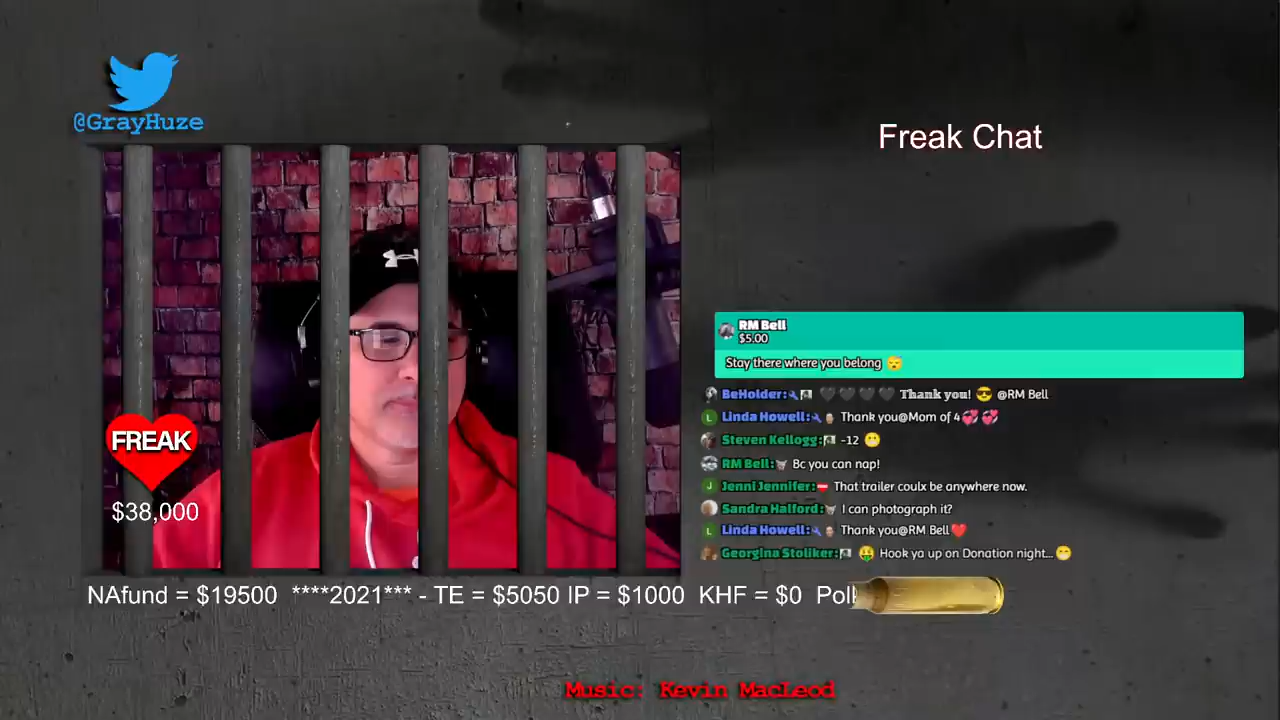 @GrayHuze
Freak Chat
RM Bell
$5.00
Stay there where you belong 😴
BeHolder: 🖤 🖤 🖤 🖤 Thank you! 😎 @RM Bell
Linda Howell: Thank you@Mom of 4💞 💞
Steven Kellogg: -12 😬
RM Bell: Bc you can nap!
Jenni Jennifer: That trailer coulx be anywhere now.
Sandra Halford: I can photograph it?
Linda Howell: Thank you@RM Bell❤️
Georgina Stoliker: 🤑 Hook ya up on Donation night... 😁
FREAK
$38,000
NAfund = $19500 ****2021*** - TE = $5050 IP = $1000 KHF = $0
Music: Kevin MacLeod